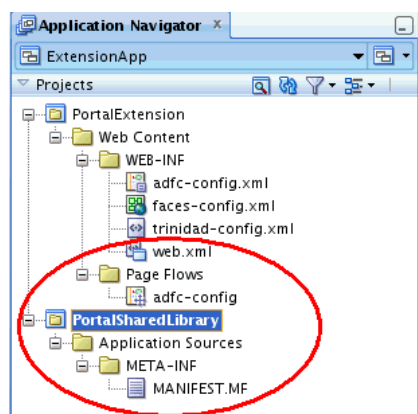 Application Navigator
ExtensionApp
Projects
PortalExtension
Web Content
WEB-INF
adfc-config.xml
faces-config.xml
trinidad-config.xml
web.xml
Page Flows
adfc-config
PortalSharedLibrary
Application Sources
META-INF
MANIFEST.MF